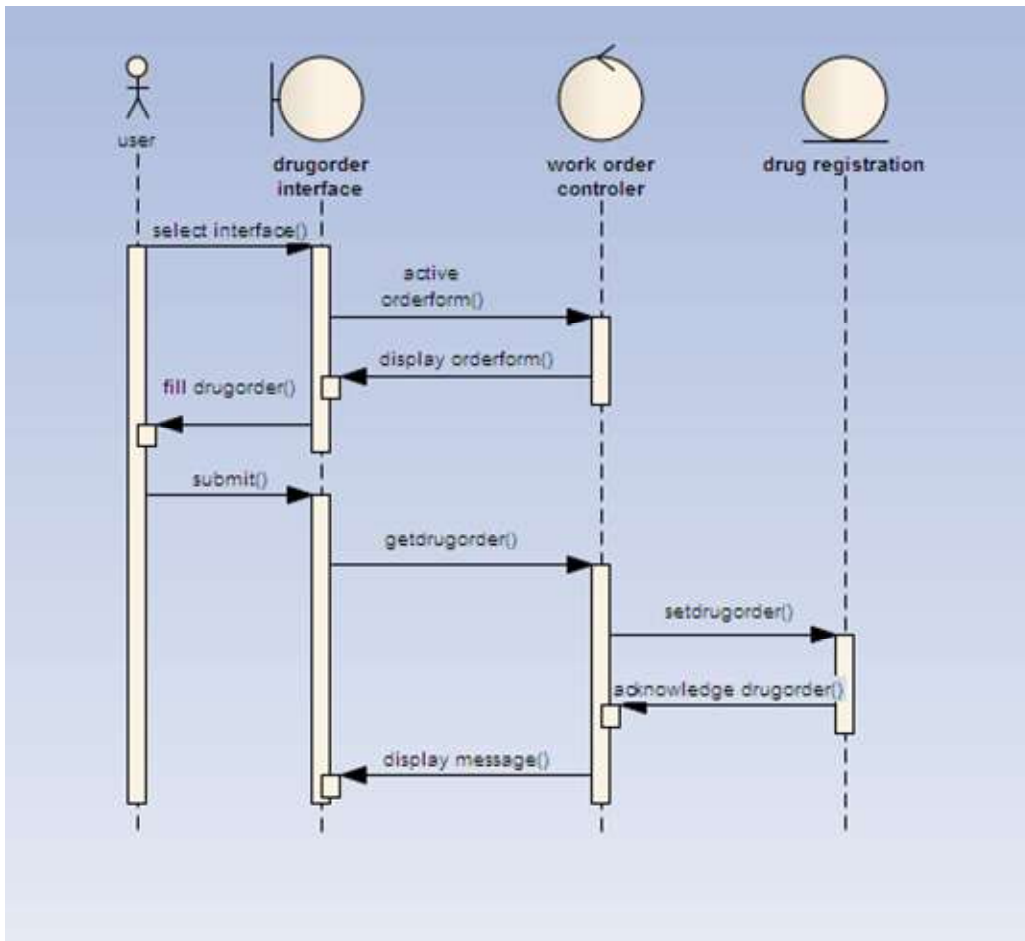 user
drugorder
interface
work order
controler
drug registration
select interface()
active
orderform()
display orderform()
fill drugorder()
submit()
getdrugorder()
setdrugorder()
acknowledge drugorder()
display message()